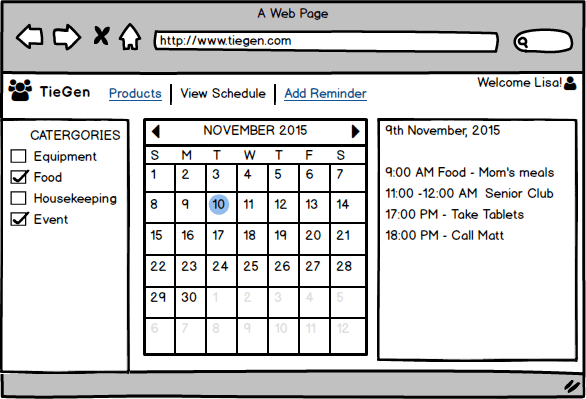 A Web Page
http://www.tiegen.com
Welcome Lisa!
TieGen Products View Schedule Add Reminder
CATERGORIES
Equipment
Food
Housekeeping
Event
NOVEMBER 2015
S M T W T F S
1 2 3 4 5 6 7
8 9 10 11 12 13 14
15 16 17 18 19 20 21
22 23 24 25 26 27 28
29 30 1 2 3 4 5
6 7 8 9 10 11 12
9th November, 2015
9:00 AM Food - Mom's meals
11:00 -12:00 AM Senior Club
17:00 PM - Take Tablets
18:00 PM - Call Matt